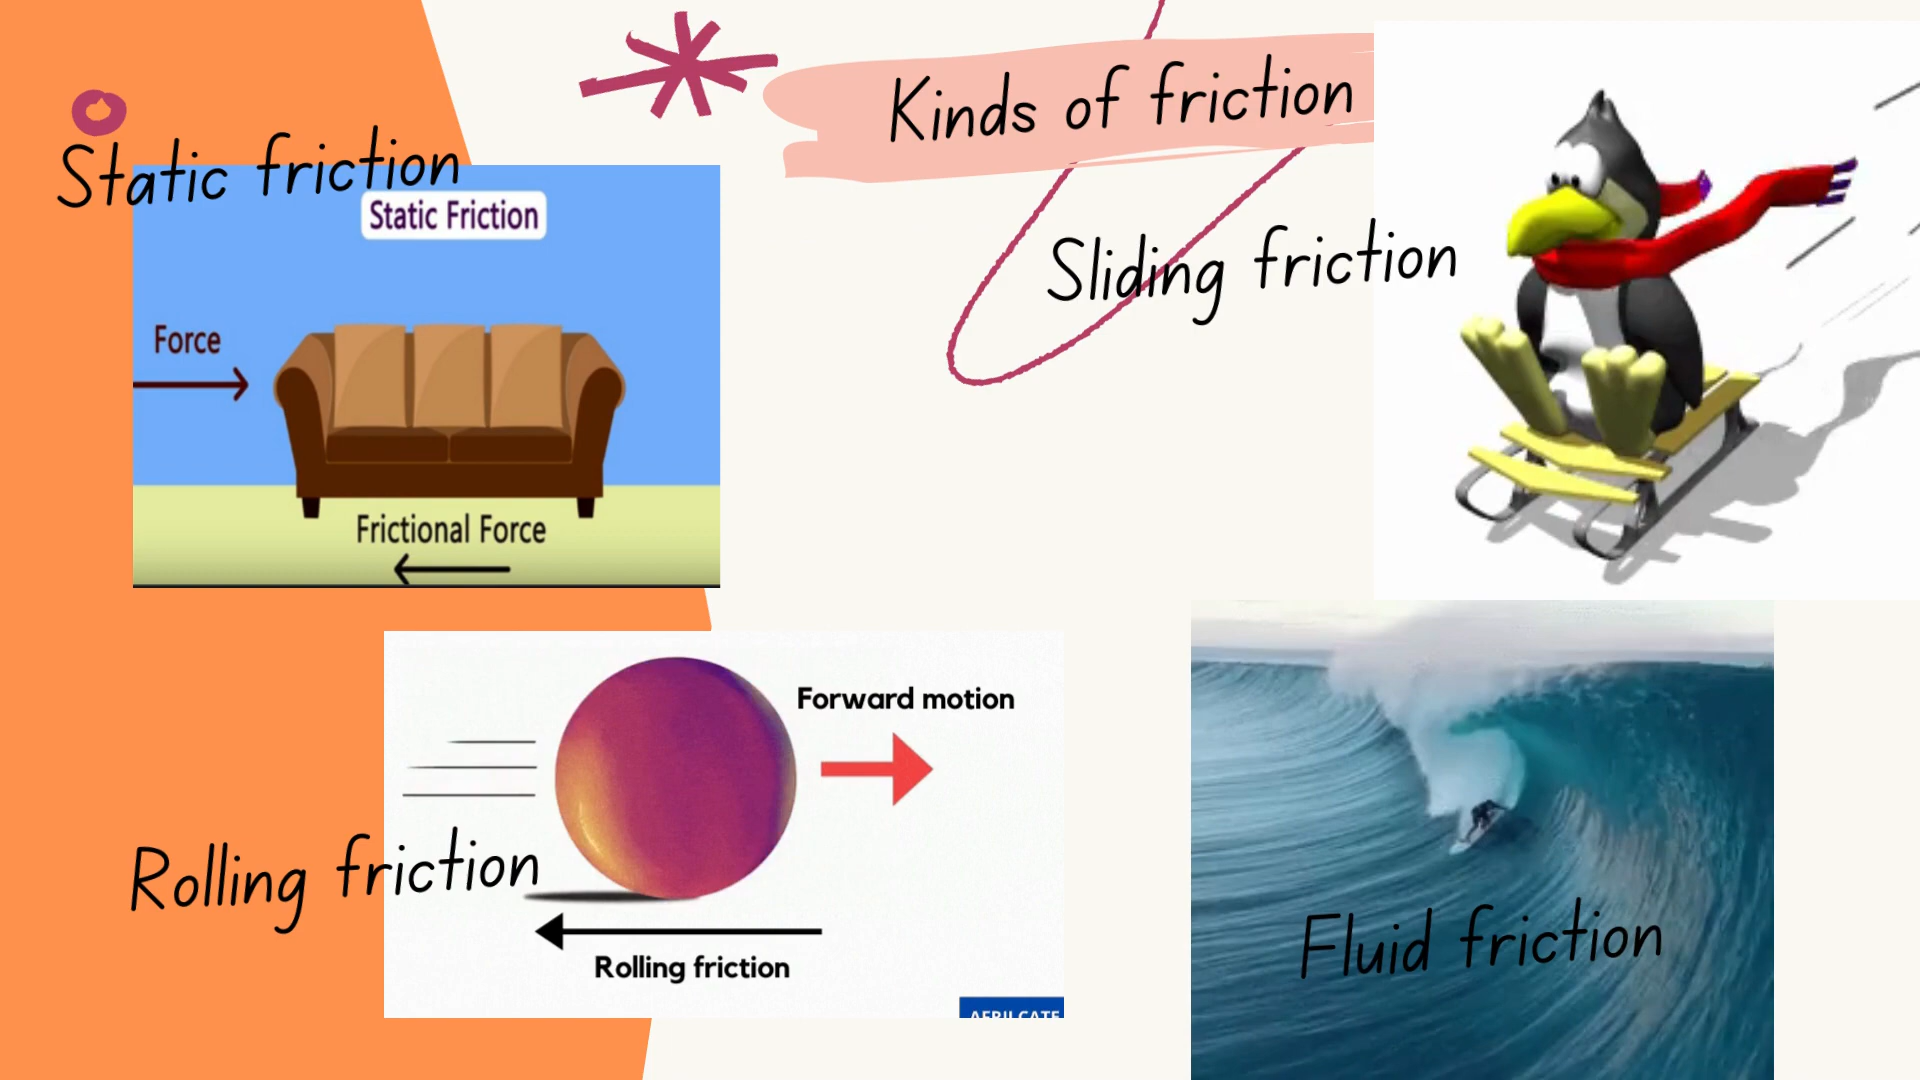 Kinds of friction
Static friction
Static Friction
Force
Frictional Force
Sliding friction
Forward motion
Rolling friction
Rolling friction
Fluid friction